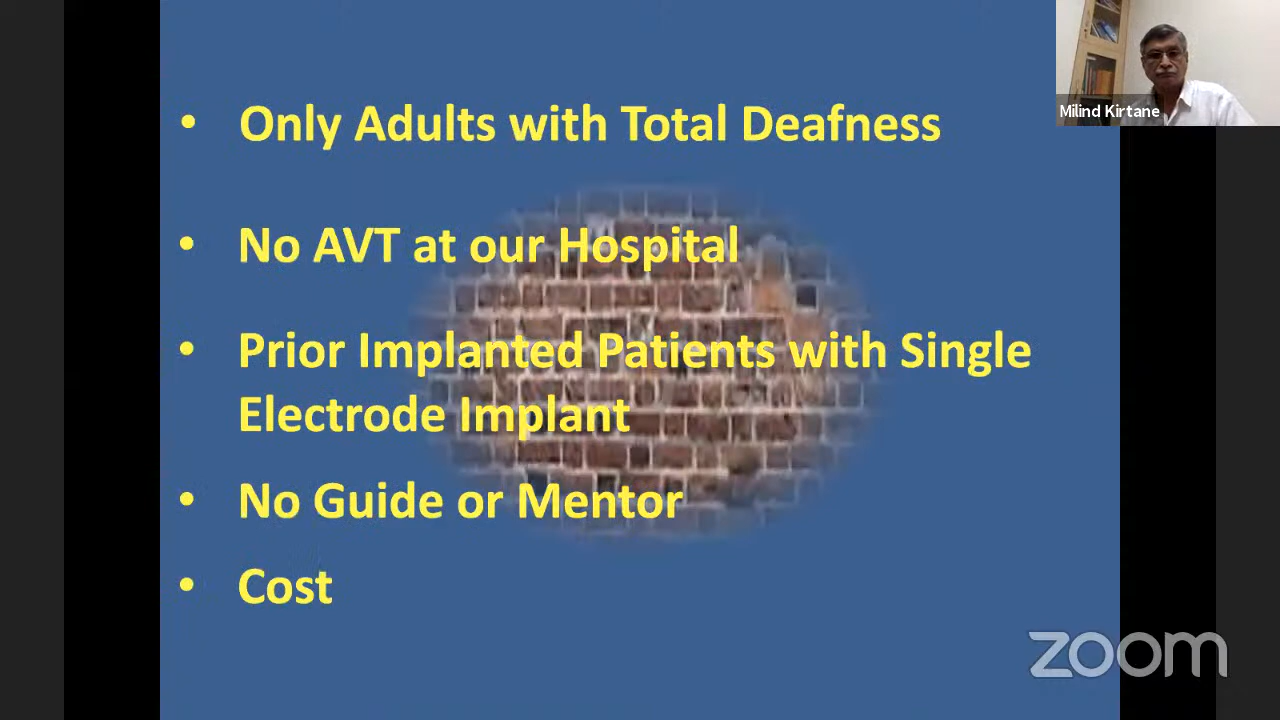 • Only Adults with Total Deafness
Milind Kirtane
• No AVT at our Hospital
• Prior Implanted Patients with Single
Electrode Implant
• No Guide or Mentor
• Cost
zoom